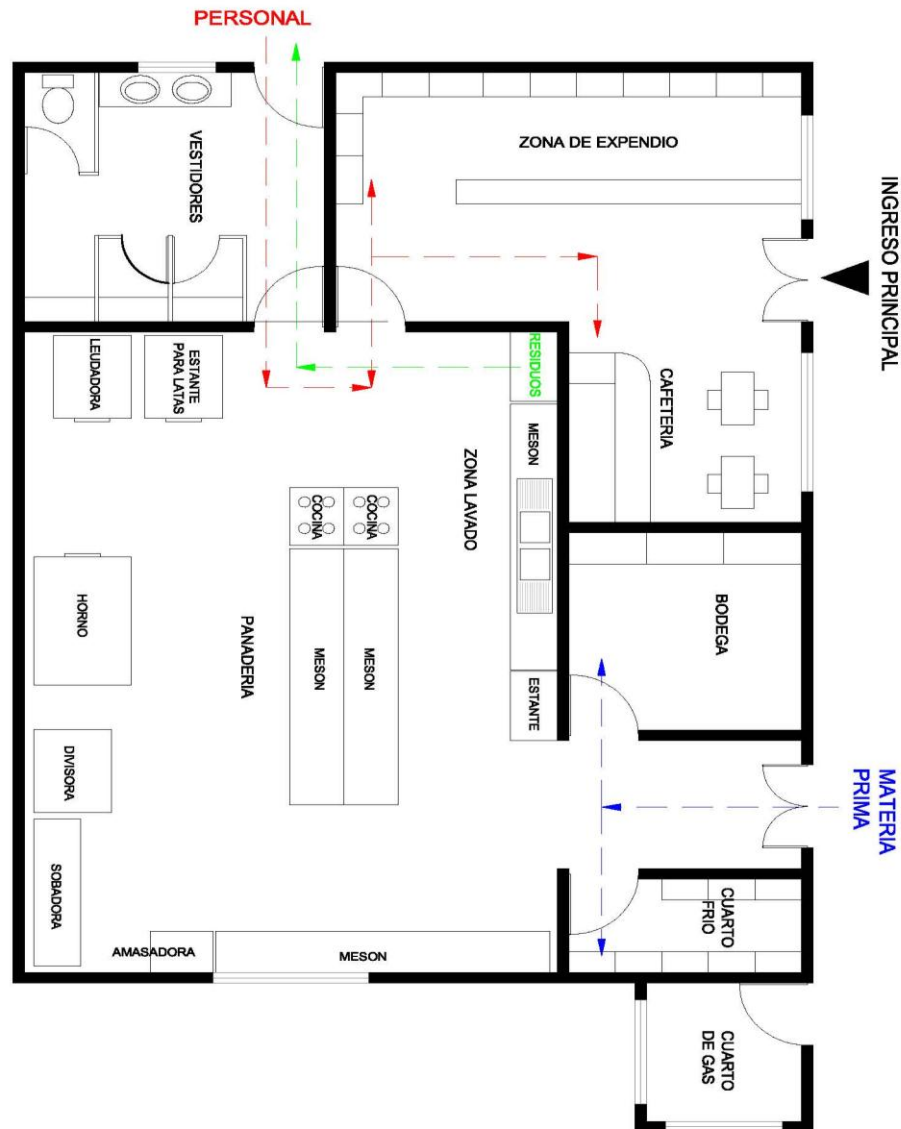 PERSONAL
VESTIDORES
ZONA DE EXPENDIO
INGRESO PRINCIPAL
LEUDADORA
ESTANTE
PARA LATAS
RESIDUOS
CAFETERIA
MESON
ZONA LAVADO
COCINA
COCINA
HORNO
PANADERIA
MESON
MESON
BODEGA
ESTANTE
DIVISORA
MATERIA
PRIMA
SOBADORA
CUARTO
FRIO
AMASADORA
MESON
CUARTO
DE GAS